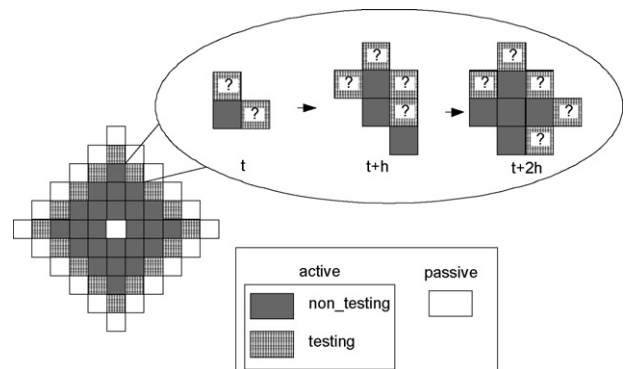 ?
? ? ?
? ?
? ? ? ?
?
?
t t+h t+2h
active passive
non_testing
testing